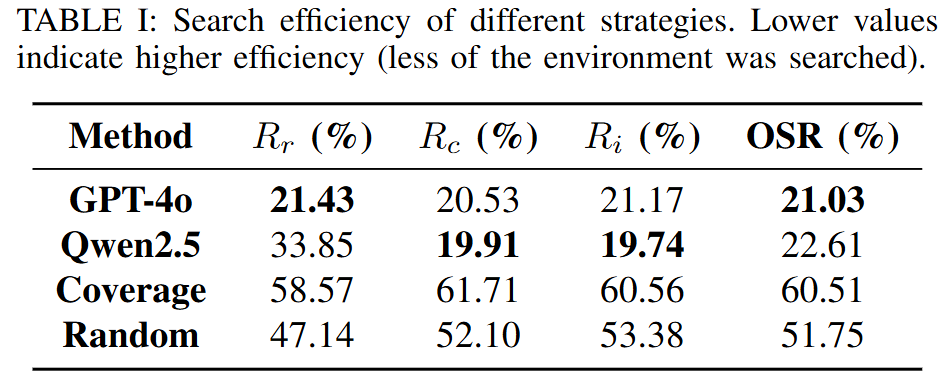 TABLE I: Search efficiency of different strategies. Lower values
indicate higher efficiency (less of the environment was searched).
Method R_r (%) R_c (%) R_i (%) OSR (%)
GPT-4o 21.43 20.53 21.17 21.03
Qwen2.5 33.85 19.91 19.74 22.61
Coverage 58.57 61.71 60.56 60.51
Random 47.14 52.10 53.38 51.75